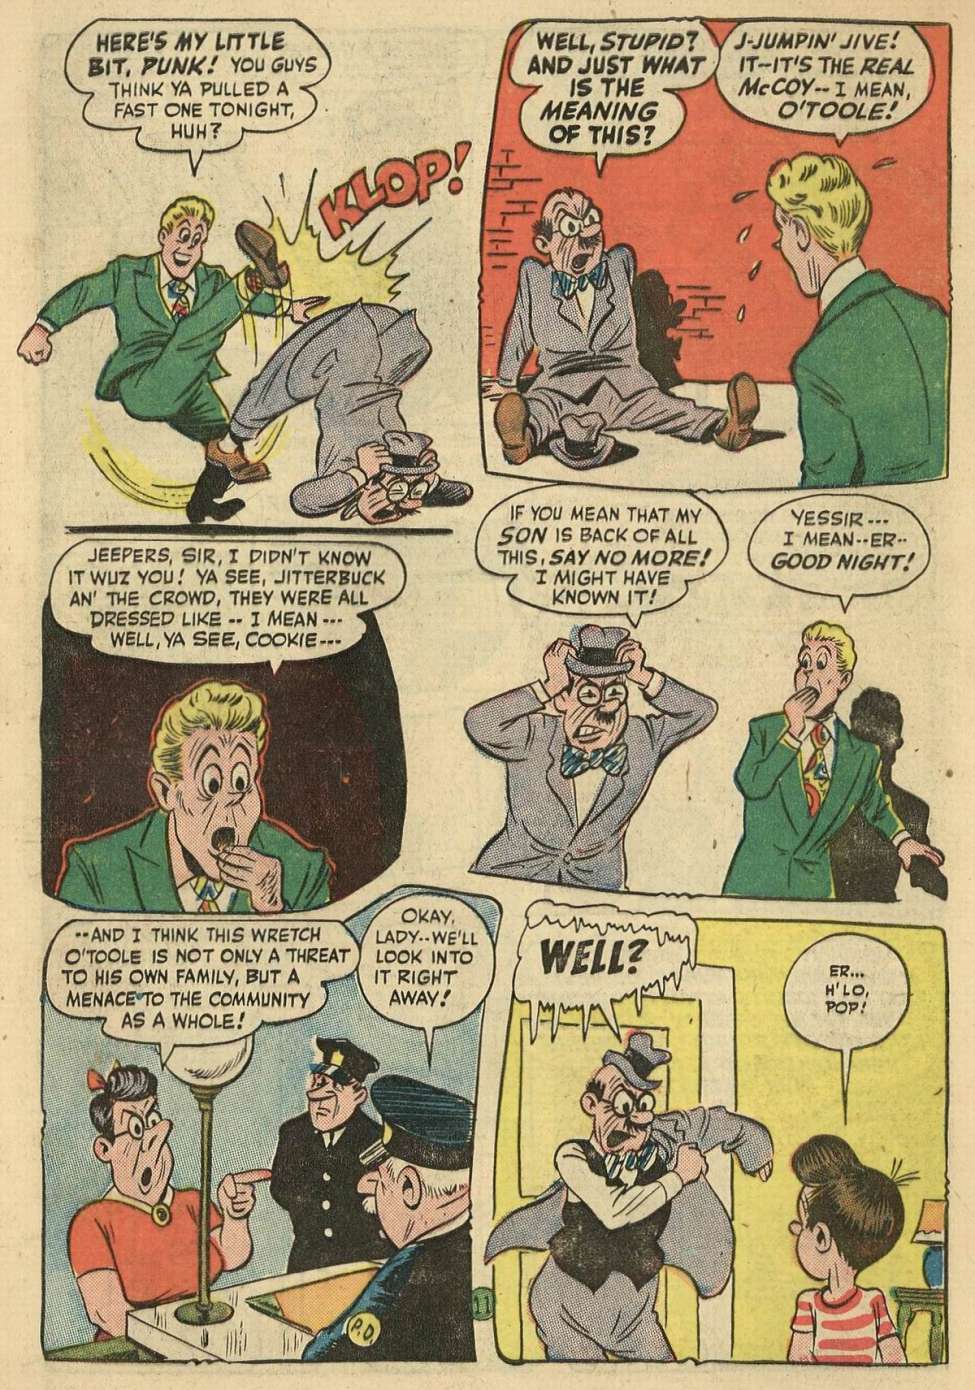 HERE'S MY LITTLE
BIT, PUNK! YOU GUYS
THINK YA PULLED A
FAST ONE TONIGHT,
HUH?
KLOP!
WELL, STUPID?
AND JUST WHAT
IS THE
MEANING
OF THIS?
J-JUMPIN' JIVE!
IT--IT'S THE REAL
McCOY-- I MEAN,
O'TOOLE!
JEEPERS, SIR, I DIDN'T KNOW
IT WUZ YOU! YA SEE, JITTERBUCK
AN' THE CROWD, THEY WERE ALL
DRESSED LIKE -- I MEAN ---
WELL, YA SEE, COOKIE---
IF YOU MEAN THAT MY
SON IS BACK OF ALL
THIS, SAY NO MORE!
I MIGHT HAVE
KNOWN IT!
YESSIR---
I MEAN--ER--
GOOD NIGHT!
--AND I THINK THIS WRETCH
O'TOOLE IS NOT ONLY A THREAT
TO HIS OWN FAMILY, BUT A
MENACE TO THE COMMUNITY
AS A WHOLE!
OKAY,
LADY--WE'LL
LOOK INTO
IT RIGHT
AWAY!
P.D.
11
WELL?
ER...
H'LO,
POP!